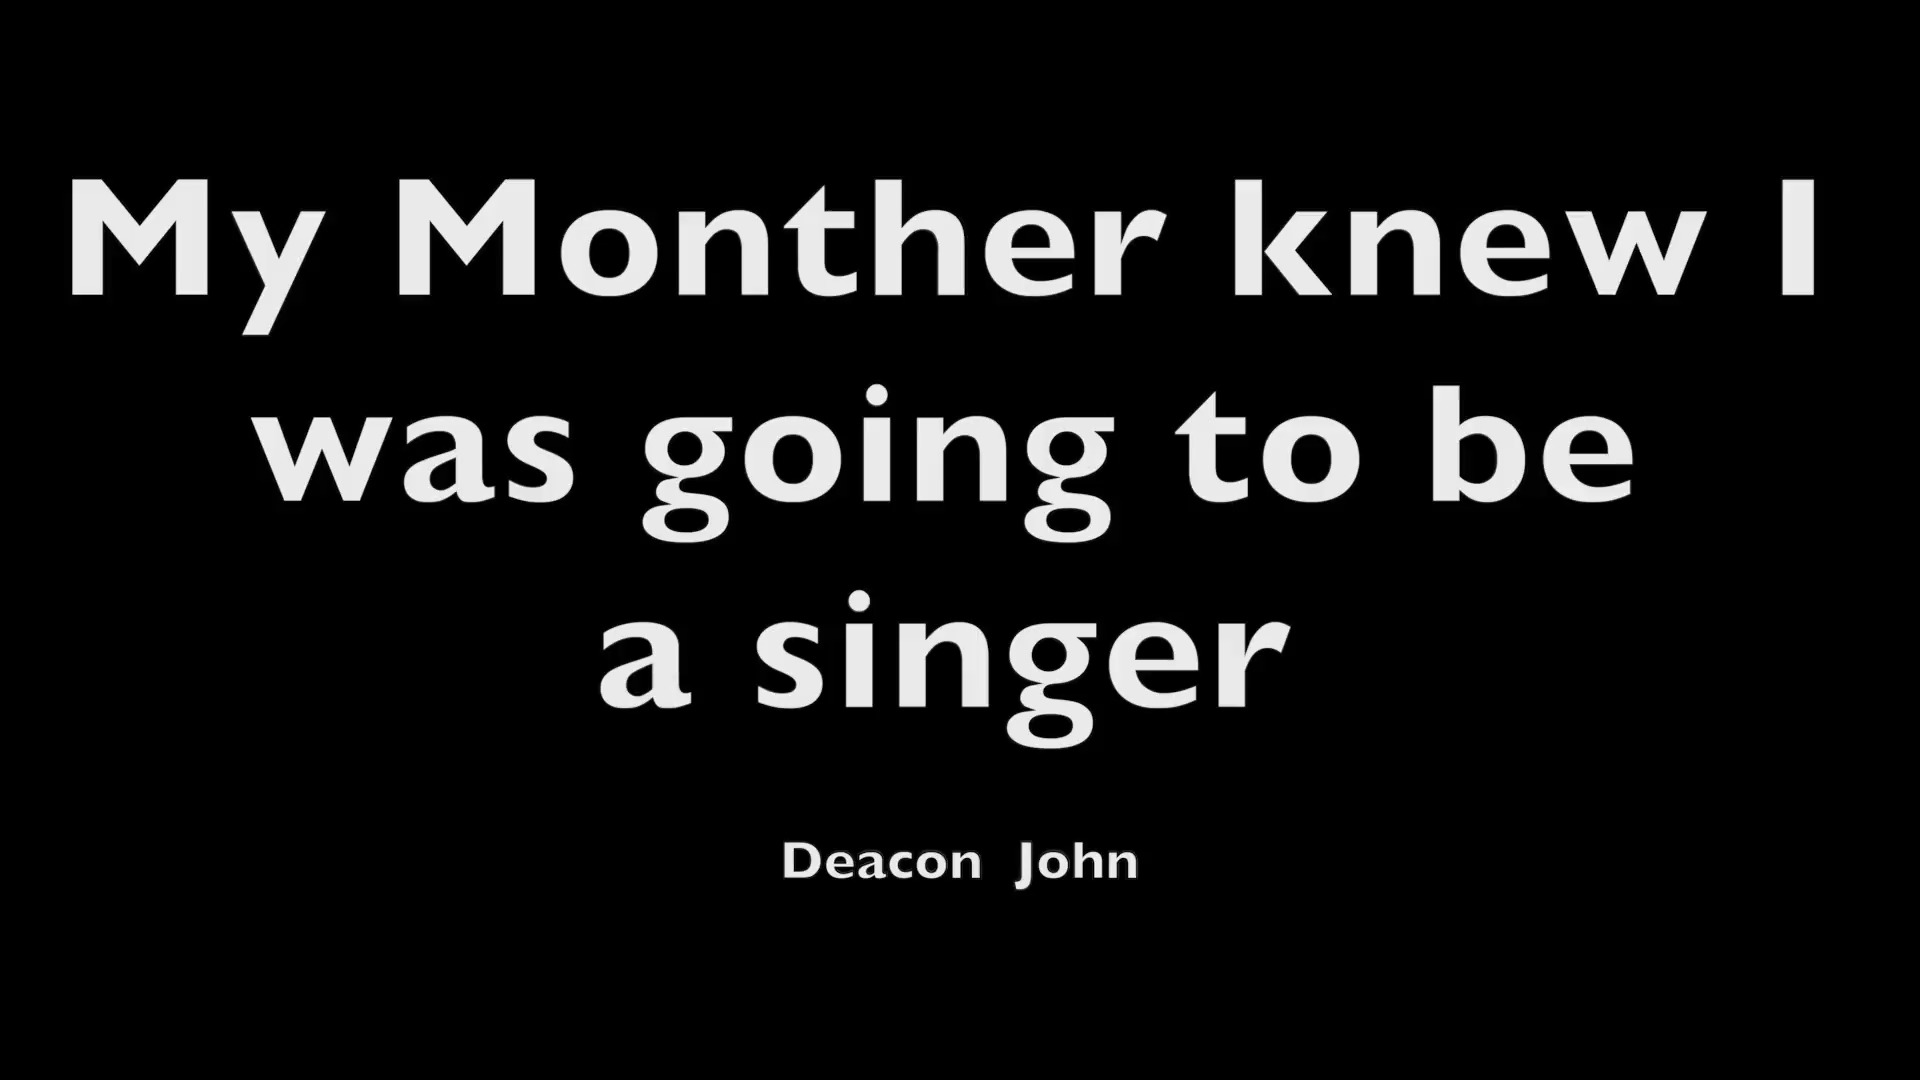 My Monther knew I
was going to be
a singer
Deacon John